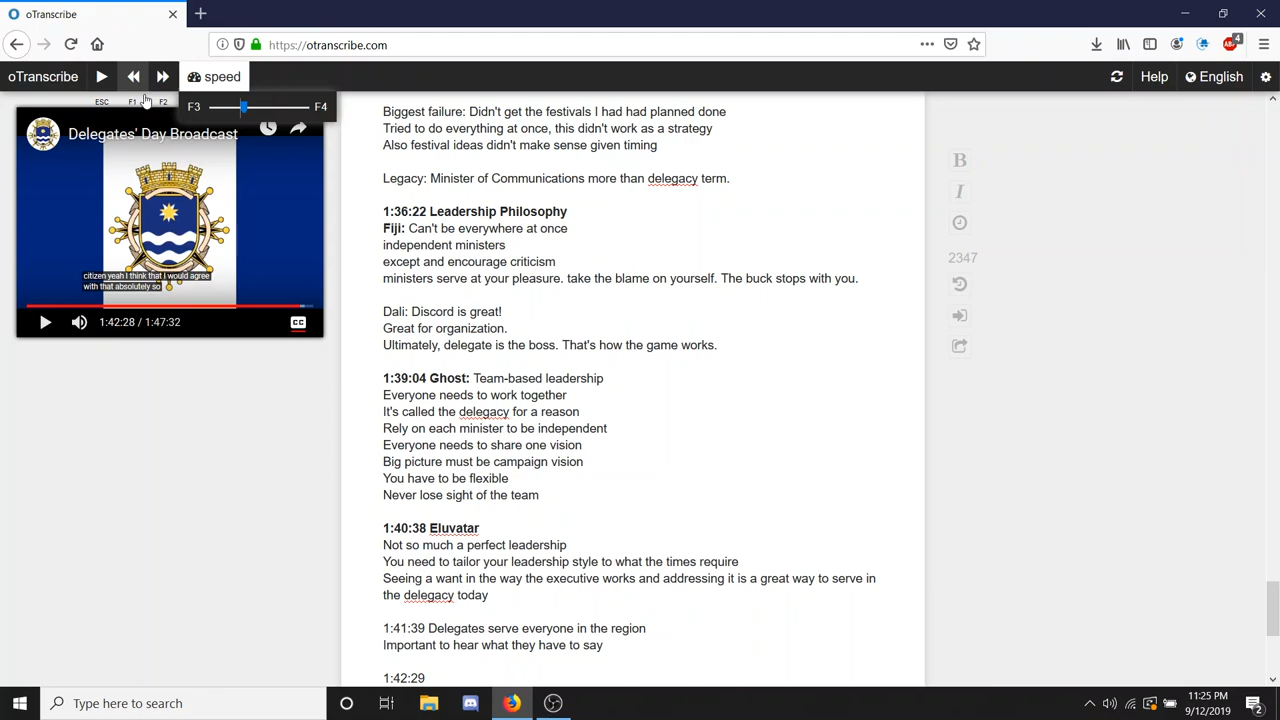 oTranscribe
https://otranscribe.com
4
oTranscribe
speed
Help
English
ESC
F1
F2
F3
F4
Delegates' Day Broadcast
citizen yeah I think that I would agree
with that absolutely so
1:42:28 / 1:47:32
CC
Biggest failure: Didn't get the festivals I had had planned done
Tried to do everything at once, this didn't work as a strategy
Also festival ideas didn't make sense given timing
Legacy: Minister of Communications more than delegacy term.
1:36:22 Leadership Philosophy
Fiji: Can't be everywhere at once
independent ministers
except and encourage criticism
ministers serve at your pleasure. take the blame on yourself. The buck stops with you.
Dali: Discord is great!
Great for organization.
Ultimately, delegate is the boss. That's how the game works.
1:39:04 Ghost: Team-based leadership
Everyone needs to work together
It's called the delegacy for a reason
Rely on each minister to be independent
Everyone needs to share one vision
Big picture must be campaign vision
You have to be flexible
Never lose sight of the team
1:40:38 Eluvatar
Not so much a perfect leadership
You need to tailor your leadership style to what the times require
Seeing a want in the way the executive works and addressing it is a great way to serve in
the delegacy today
1:41:39 Delegates serve everyone in the region
Important to hear what they have to say
1:42:29
B
I
2347
Type here to search
11:25 PM
9/12/2019
2